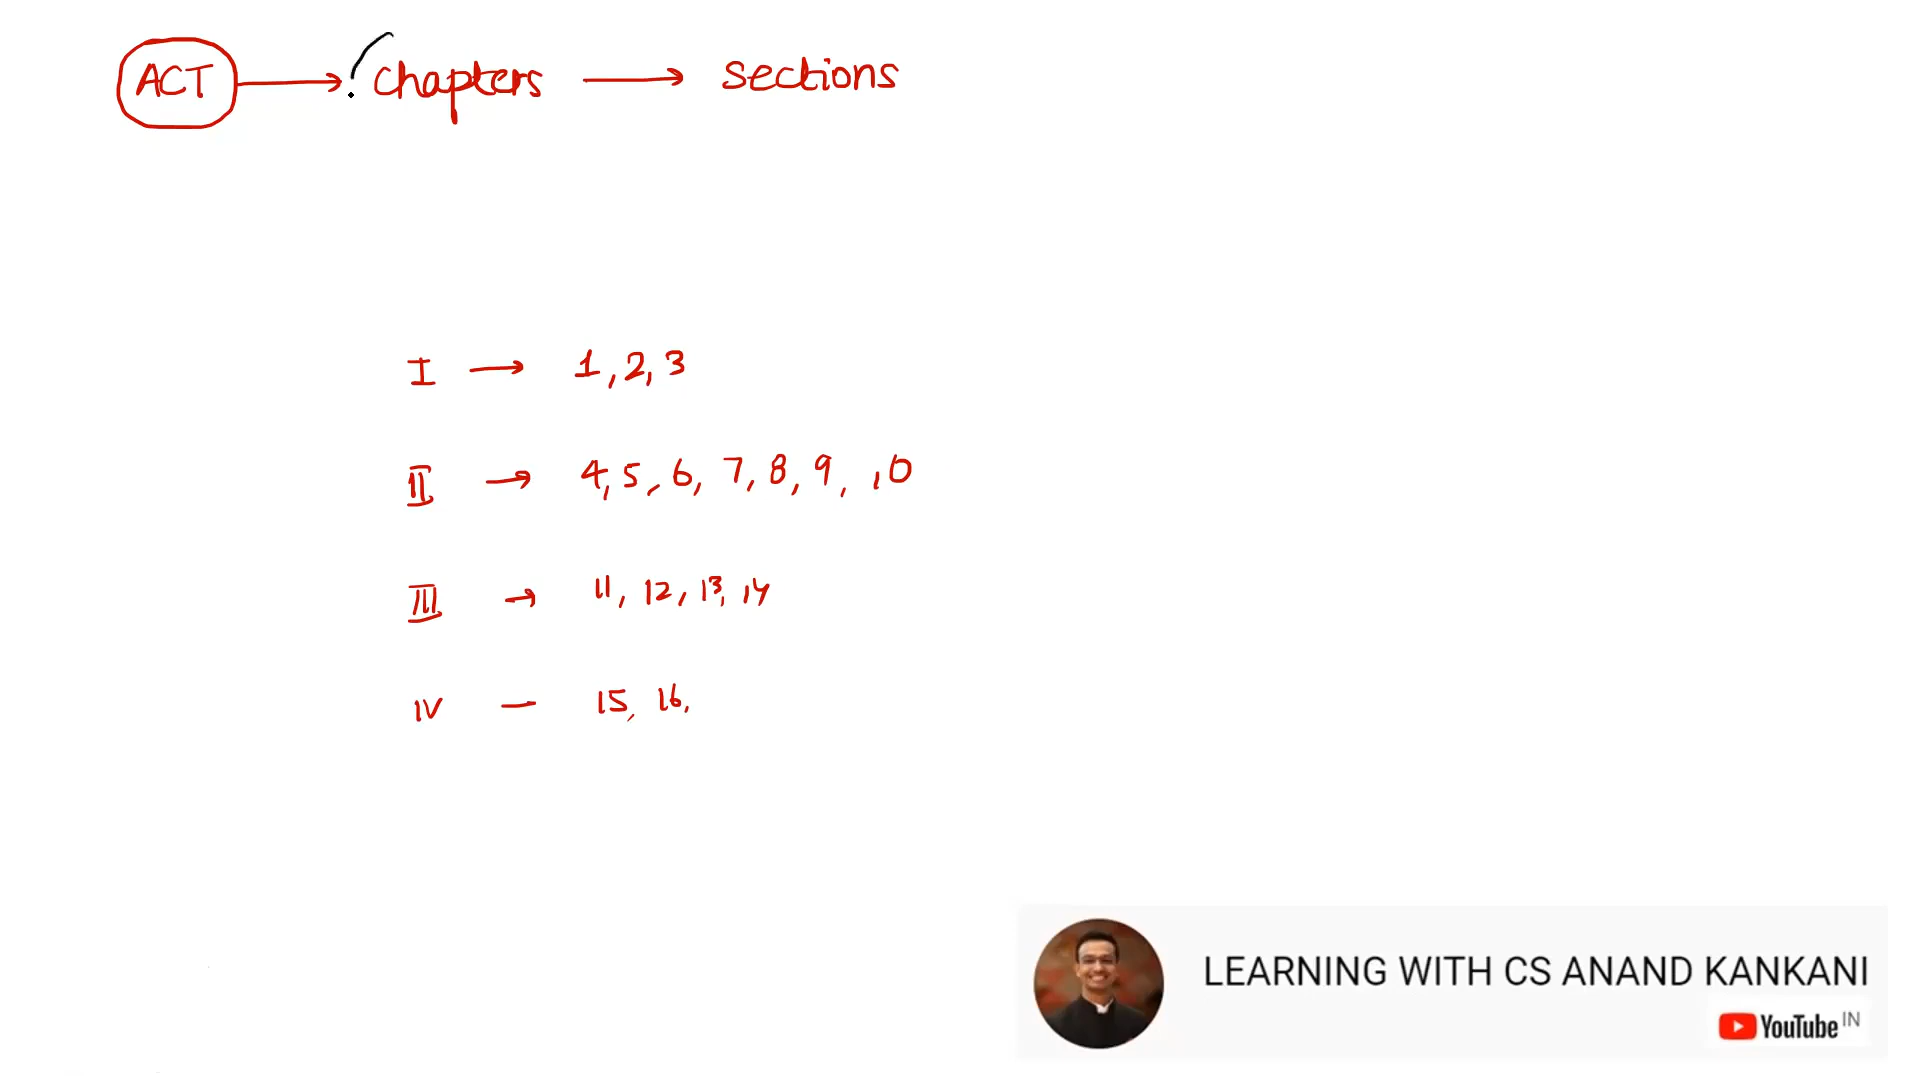 ACT → chapters → sections
I → 1, 2, 3
II → 4, 5, 6, 7, 8, 9, 10
III → 11, 12, 13, 14
IV — 15, 16,
LEARNING WITH CS ANAND KANKANI
YouTube IN